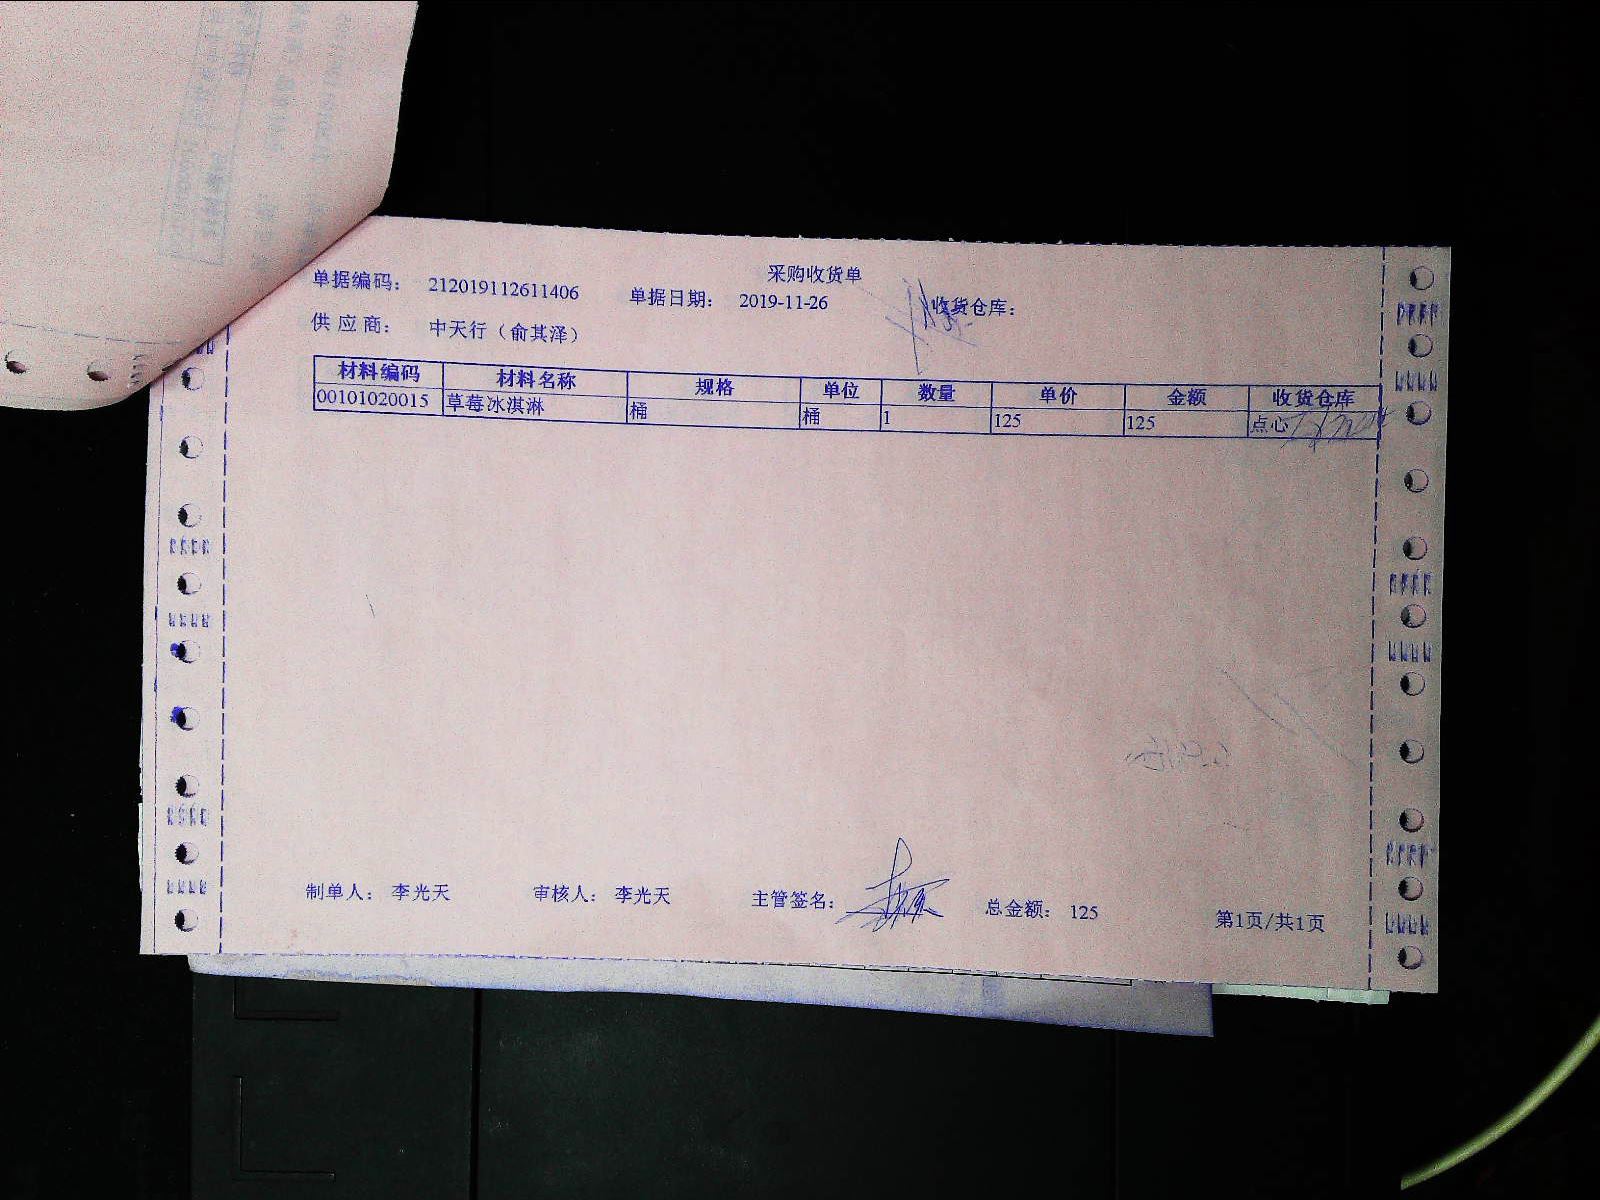 采购收货单
单据编码： 212019112611406 单据日期： 2019-11-26 收货仓库：
供应商： 中天行（俞其泽）
材料编码 材料名称 规格 单位 数量 单价 金额 收货仓库
00101020015 草莓冰淇淋 桶 桶 1 125 125 点心
制单人： 李光天 审核人： 李光天 主管签名： 总金额： 125 第1页/共1页